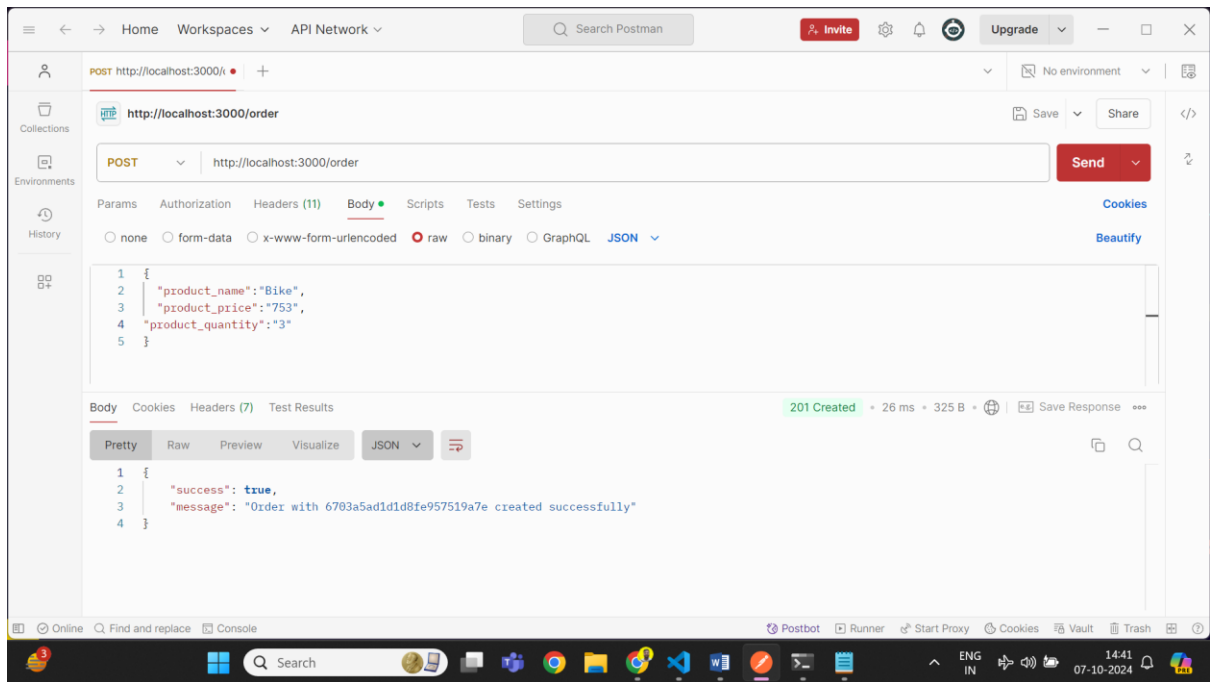 Home Workspaces API Network Search Postman Invite Upgrade
POST http://localhost:3000/ No environment
HTTP http://localhost:3000/order Save Share
POST http://localhost:3000/order Send
Params Authorization Headers (11) Body Scripts Tests Settings Cookies
none form-data x-www-form-urlencoded raw binary GraphQL JSON Beautify
Collections
Environments
History
1 {
2 "product_name":"Bike",
3 "product_price":"753",
4 "product_quantity":"3"
5 }
Body Cookies Headers (7) Test Results 201 Created • 26 ms • 325 B • e.g. Save Response
Pretty Raw Preview Visualize JSON
1 {
2 "success": true,
3 "message": "Order with 6703a5ad1d1d8fe957519a7e created successfully"
4 }
Online Find and replace Console Postbot Runner Start Proxy Cookies Vault Trash
3 Search ENG 14:41
IN 07-10-2024 PRE